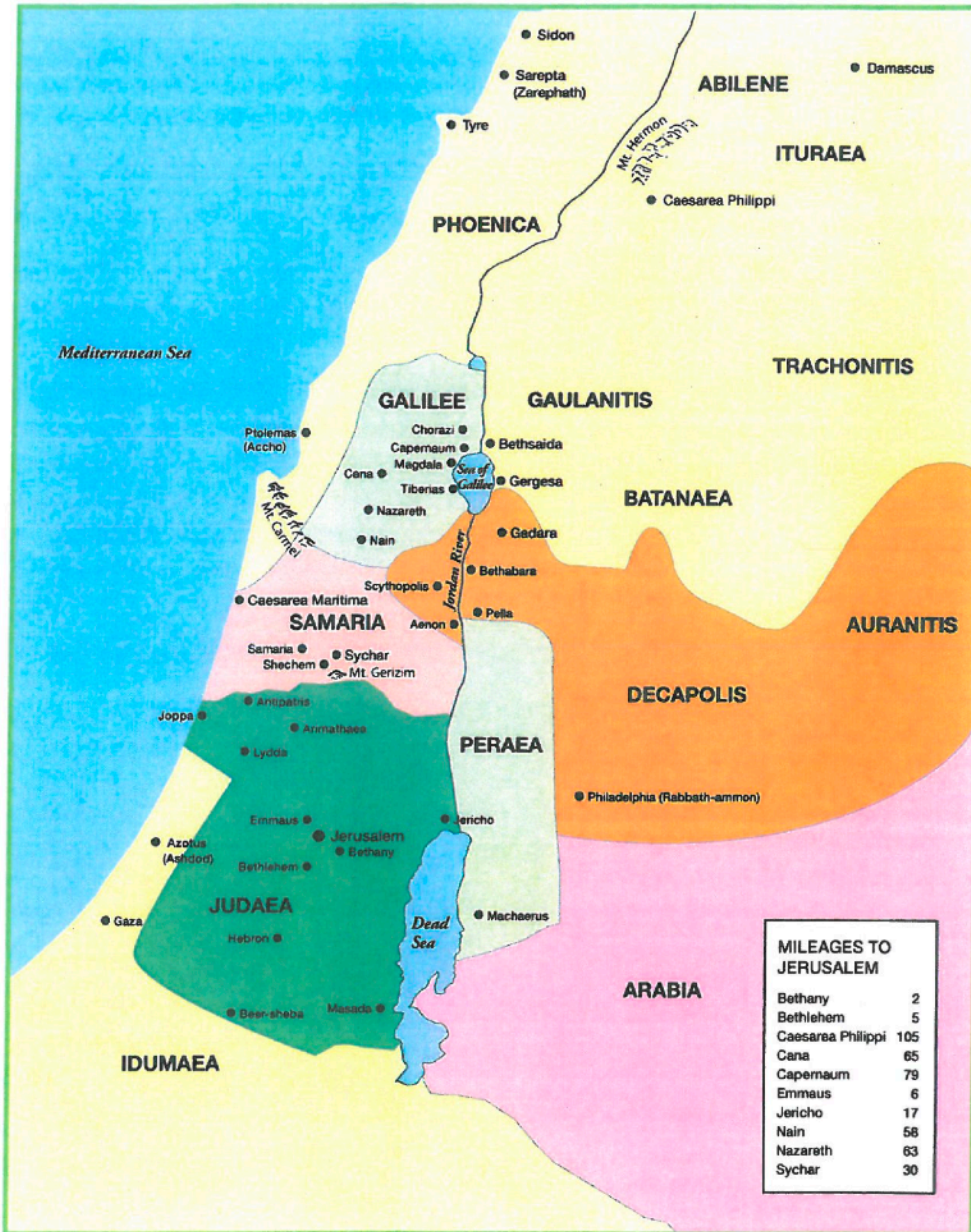 Sidon
Sarepta
(Zarephath)
Damascus
ABILENE
Tyre
Mt. Hermon
ITURAEA
Caesarea Philippi
PHOENICA
Mediterranean Sea
TRACHONITIS
GALILEE
GAULANITIS
Chorazi
Ptolemas
(Accho)
Bethsaida
Capernaum
Magdala
Sea of
Galilee
Cana
Gergesa
Tiberias
BATANAEA
Mt. Carmel
Nazareth
Gadara
Nain
Jordan River
Bethabara
Scythopolis
Caesarea Maritima
Pella
SAMARIA
Aenon
AURANITIS
Samaria
Sychar
Shechem
Mt. Gerizim
DECAPOLIS
Antipatris
Joppa
Arimathaea
PERAEA
Lydda
Philadelphia (Rabbath-ammon)
Emmaus
Jericho
Jerusalem
Azotus
(Ashdod)
Bethany
Bethlehem
JUDAEA
Gaza
Machaerus
Dead
Sea
Hebron
ARABIA
Masada
Beer-sheba
IDUMAEA
MILEAGES TO
JERUSALEM
Bethany 2
Bethlehem 5
Caesarea Philippi 105
Cana 65
Capernaum 79
Emmaus 6
Jericho 17
Nain 56
Nazareth 63
Sychar 30